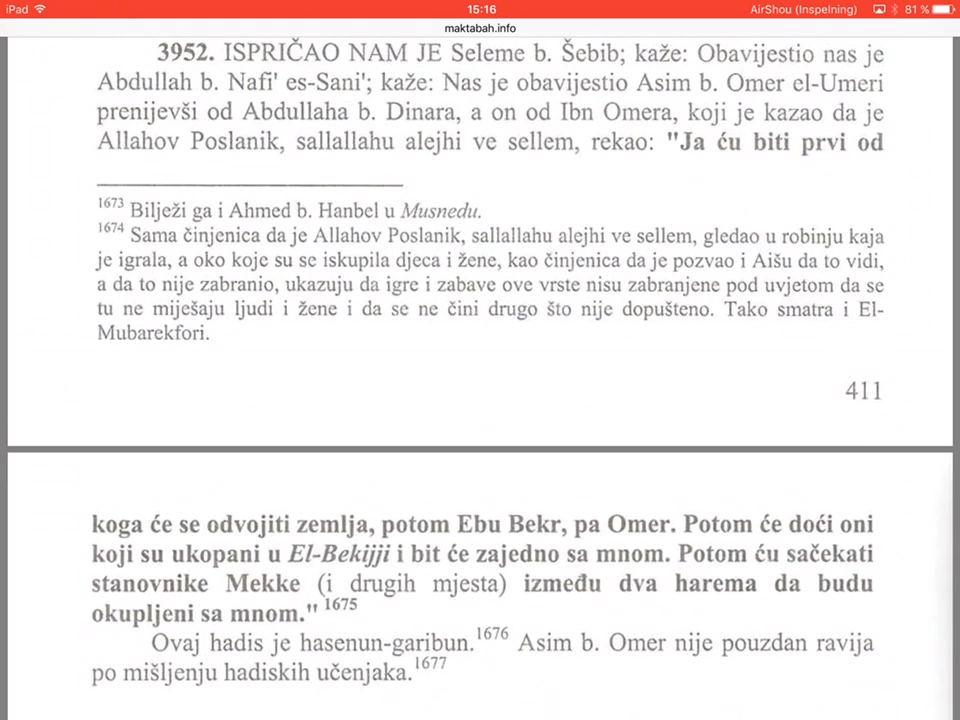 iPad 15:16 AirShou (Inspelning) 81 %
maktabah.info
3952. ISPRIČAO NAM JE Seleme b. Šebib; kaže: Obavijestio nas je
Abdullah b. Nafi' es-Sani'; kaže: Nas je obavijestio Asim b. Omer el-Umeri
prenijevši od Abdullaha b. Dinara, a on od Ibn Omera, koji je kazao da je
Allahov Poslanik, sallallahu alejhi ve sellem, rekao: "Ja ću biti prvi od
1673 Bilježi ga i Ahmed b. Hanbel u Musnedu.
1674 Sama činjenica da je Allahov Poslanik, sallallahu alejhi ve sellem, gledao u robinju kaja
je igrala, a oko koje su se iskupila djeca i žene, kao činjenica da je pozvao i Aišu da to vidi,
a da to nije zabranio, ukazuju da igre i zabave ove vrste nisu zabranjene pod uvjetom da se
tu ne miješaju ljudi i žene i da se ne čini drugo što nije dopušteno. Tako smatra i El-
Mubarekfori.
411
koga će se odvojiti zemlja, potom Ebu Bekr, pa Omer. Potom će doći oni
koji su ukopani u El-Bekijji i bit će zajedno sa mnom. Potom ću sačekati
stanovnike Mekke (i drugih mjesta) između dva harema da budu
okupljeni sa mnom." 1675
Ovaj hadis je hasenun-garibun.1676 Asim b. Omer nije pouzdan ravija
po mišljenju hadiskih učenjaka.1677